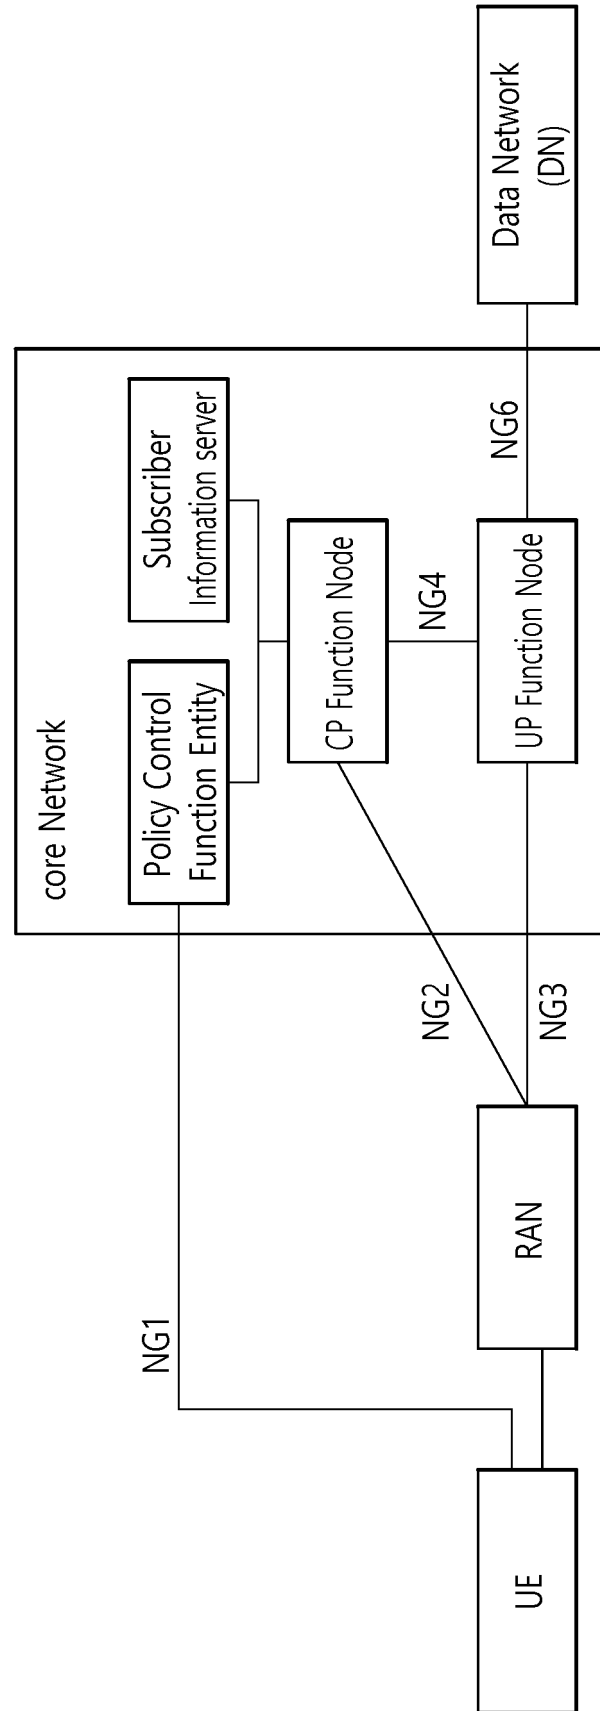 core Network
Policy Control
Function Entity
Subscriber
Information server
CP Function Node
NG1
NG2
NG4
UE
RAN
NG3
UP Function Node
NG6
Data Network
(DN)